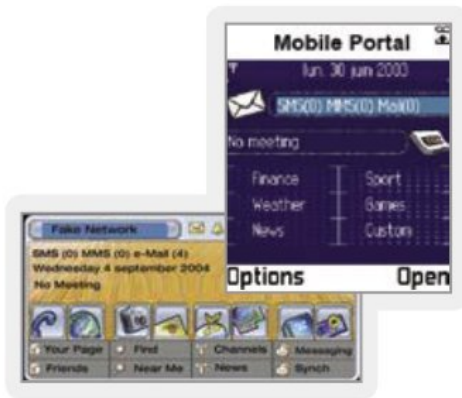 Mobile Portal
lun. 30 juin 2003
SMS(0) MMS(0) Mail(0)
No meeting
Finance Sport
Weather Games
News Custom
Options Open
Fake Network
SMS (0) MMS (0) e-Mail (4)
Wednesday 4 september 2004
No Meeting
Your Page Find Channels Messaging
Friends Near Me News Synch